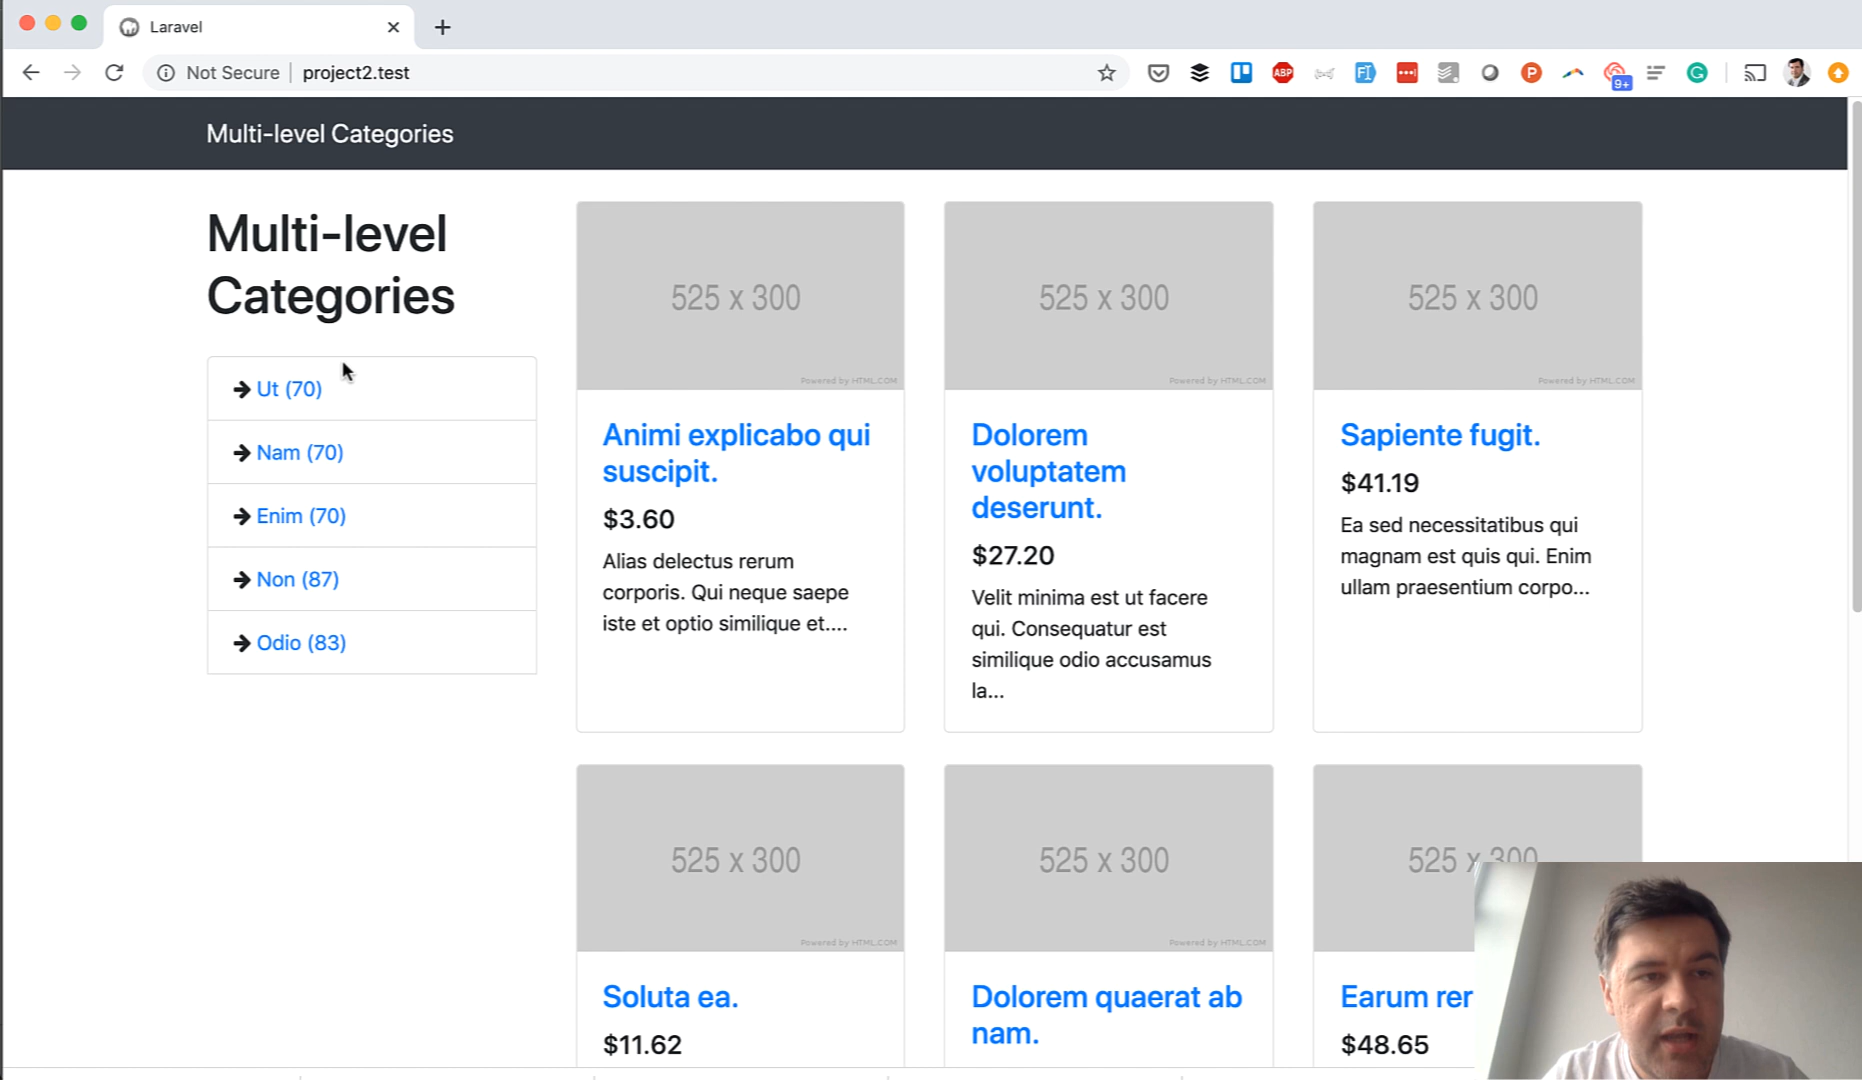 Laravel
Not Secure
project2.test
ABP
9+
Multi-level Categories
Multi-level
Categories
Ut (70)
Nam (70)
Enim (70)
Non (87)
Odio (83)
525 x 300
Powered by HTML.COM
Animi explicabo qui
suscipit.
$3.60
Alias delectus rerum
corporis. Qui neque saepe
iste et optio similique et....
525 x 300
Powered by HTML.COM
Dolorem
voluptatem
deserunt.
$27.20
Velit minima est ut facere
qui. Consequatur est
similique odio accusamus
la...
525 x 300
Powered by HTML.COM
Sapiente fugit.
$41.19
Ea sed necessitatibus qui
magnam est quis qui. Enim
ullam praesentium corpo...
525 x 300
Powered by HTML.COM
Soluta ea.
$11.62
525 x 300
Powered by HTML.COM
Dolorem quaerat ab
nam.
525 x 300
Earum rer
$48.65